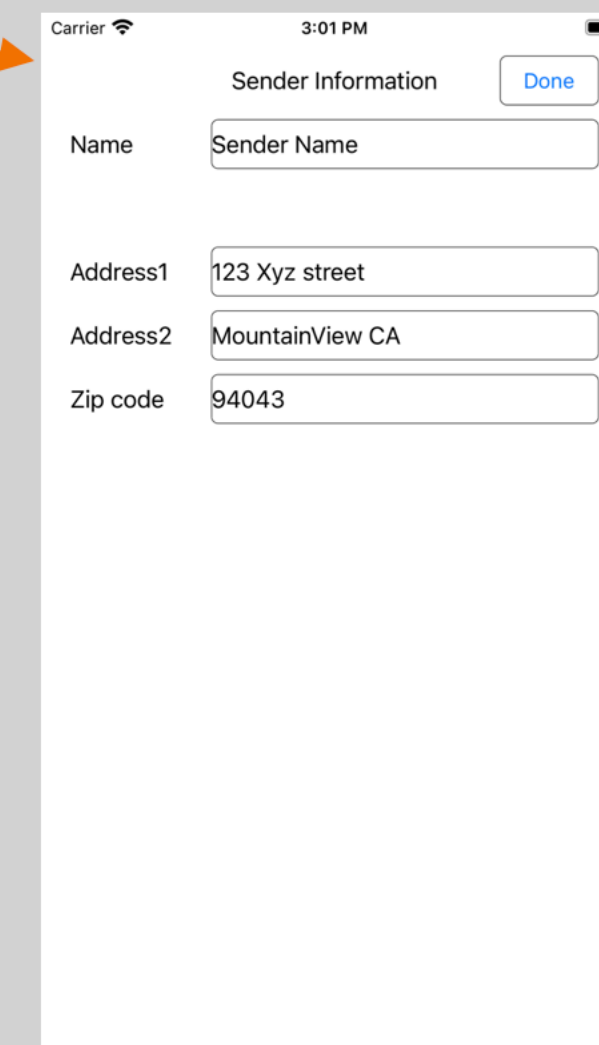 Carrier 3:01 PM
Sender Information Done
Name Sender Name
Address1 123 Xyz street
Address2 MountainView CA
Zip code 94043